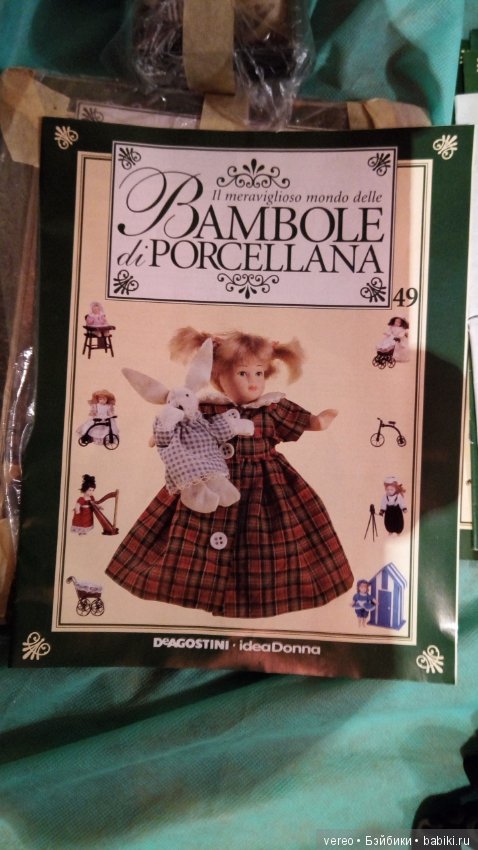 Il meraviglioso mondo delle
BAMBOLE
di PORCELLANA
49
DEAGOSTINI · ideaDonna
vereo • Бэйбики • babiki.ru